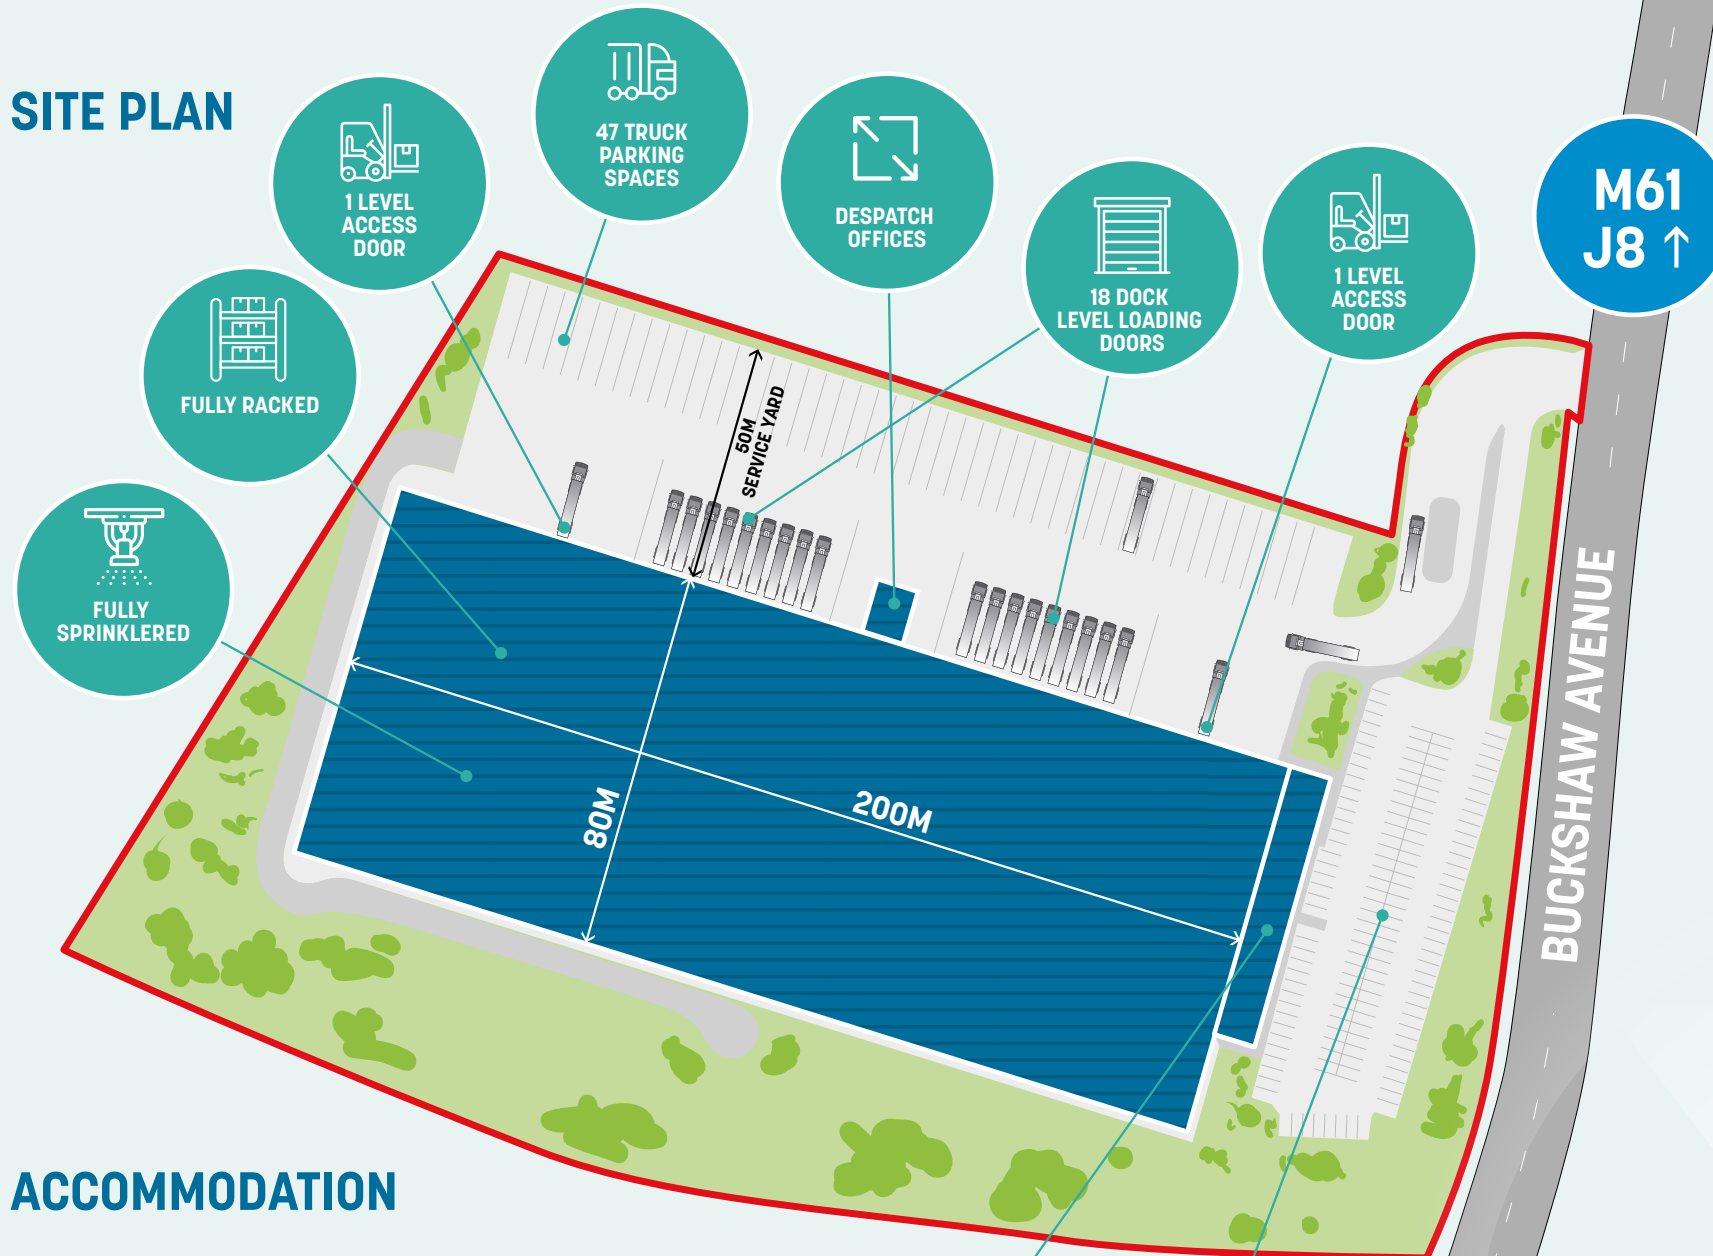 SITE PLAN
47 TRUCK
PARKING
SPACES
1 LEVEL
ACCESS
DOOR
DESPATCH
OFFICES
18 DOCK
LEVEL LOADING
DOORS
1 LEVEL
ACCESS
DOOR
M61
J8 ↑
FULLY RACKED
50M
SERVICE YARD
FULLY
SPRINKLERED
80M
200M
BUCKSHAW AVENUE
ACCOMMODATION